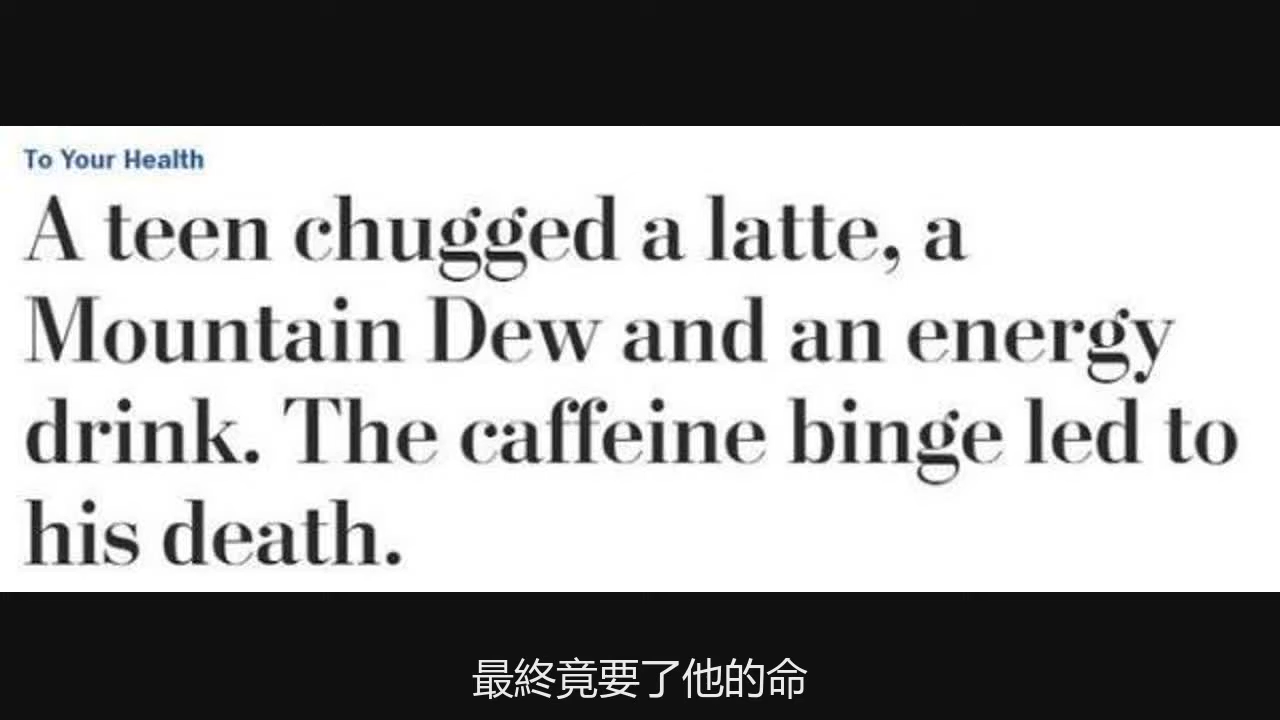 To Your Health
A teen chugged a latte, a
Mountain Dew and an energy
drink. The caffeine binge led to
his death.
最終竟要了他的命